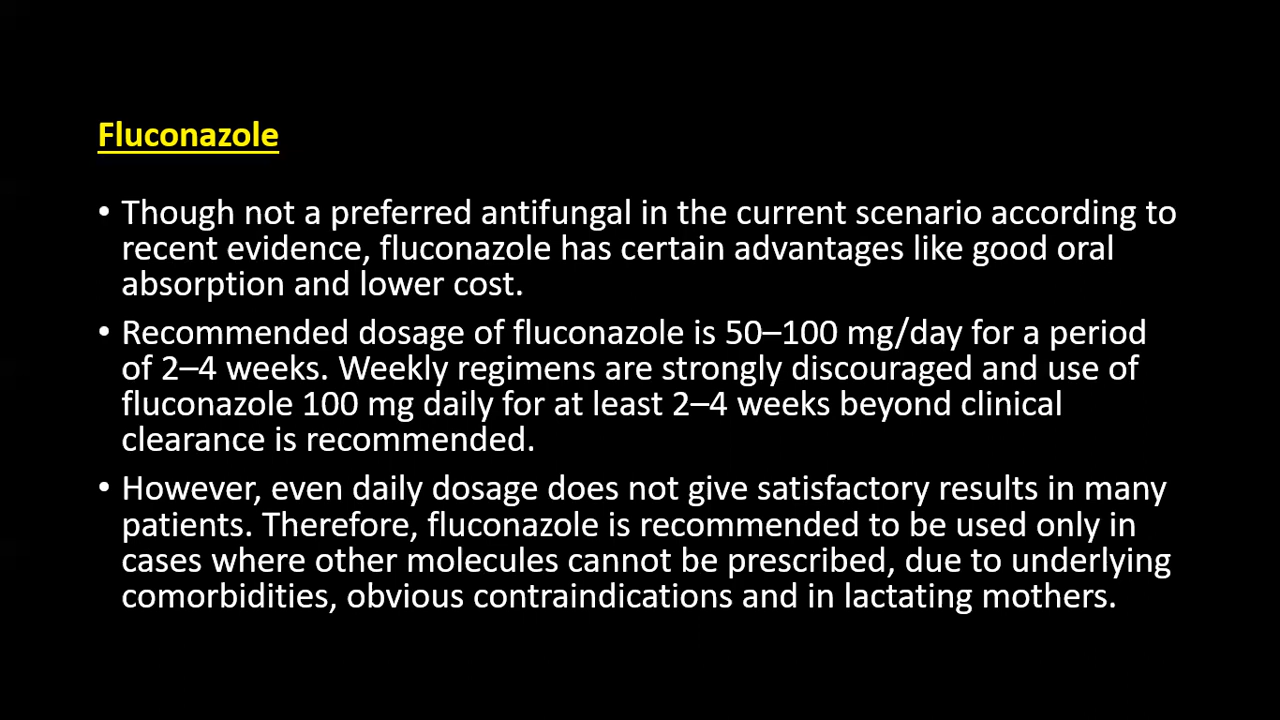 Fluconazole
• Though not a preferred antifungal in the current scenario according to
recent evidence, fluconazole has certain advantages like good oral
absorption and lower cost.
• Recommended dosage of fluconazole is 50–100 mg/day for a period
of 2–4 weeks. Weekly regimens are strongly discouraged and use of
fluconazole 100 mg daily for at least 2–4 weeks beyond clinical
clearance is recommended.
• However, even daily dosage does not give satisfactory results in many
patients. Therefore, fluconazole is recommended to be used only in
cases where other molecules cannot be prescribed, due to underlying
comorbidities, obvious contraindications and in lactating mothers.